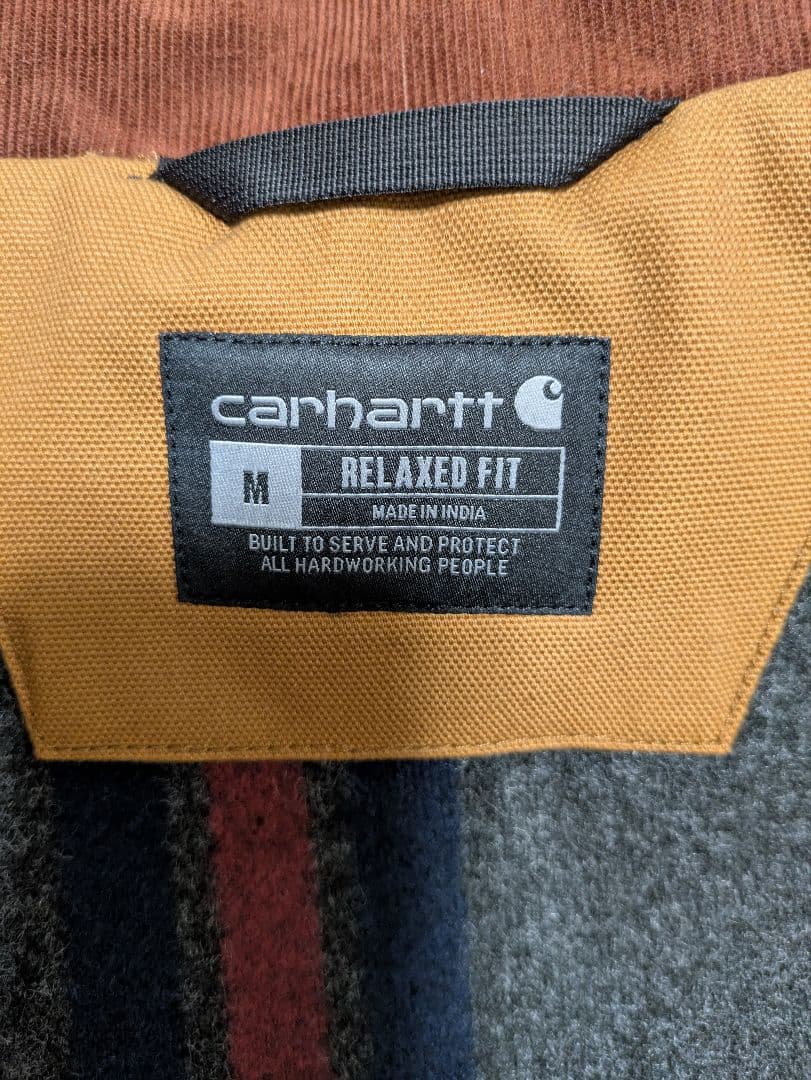 carhartt
M
RELAXED FIT
MADE IN INDIA
BUILT TO SERVE AND PROTECT
ALL HARDWORKING PEOPLE